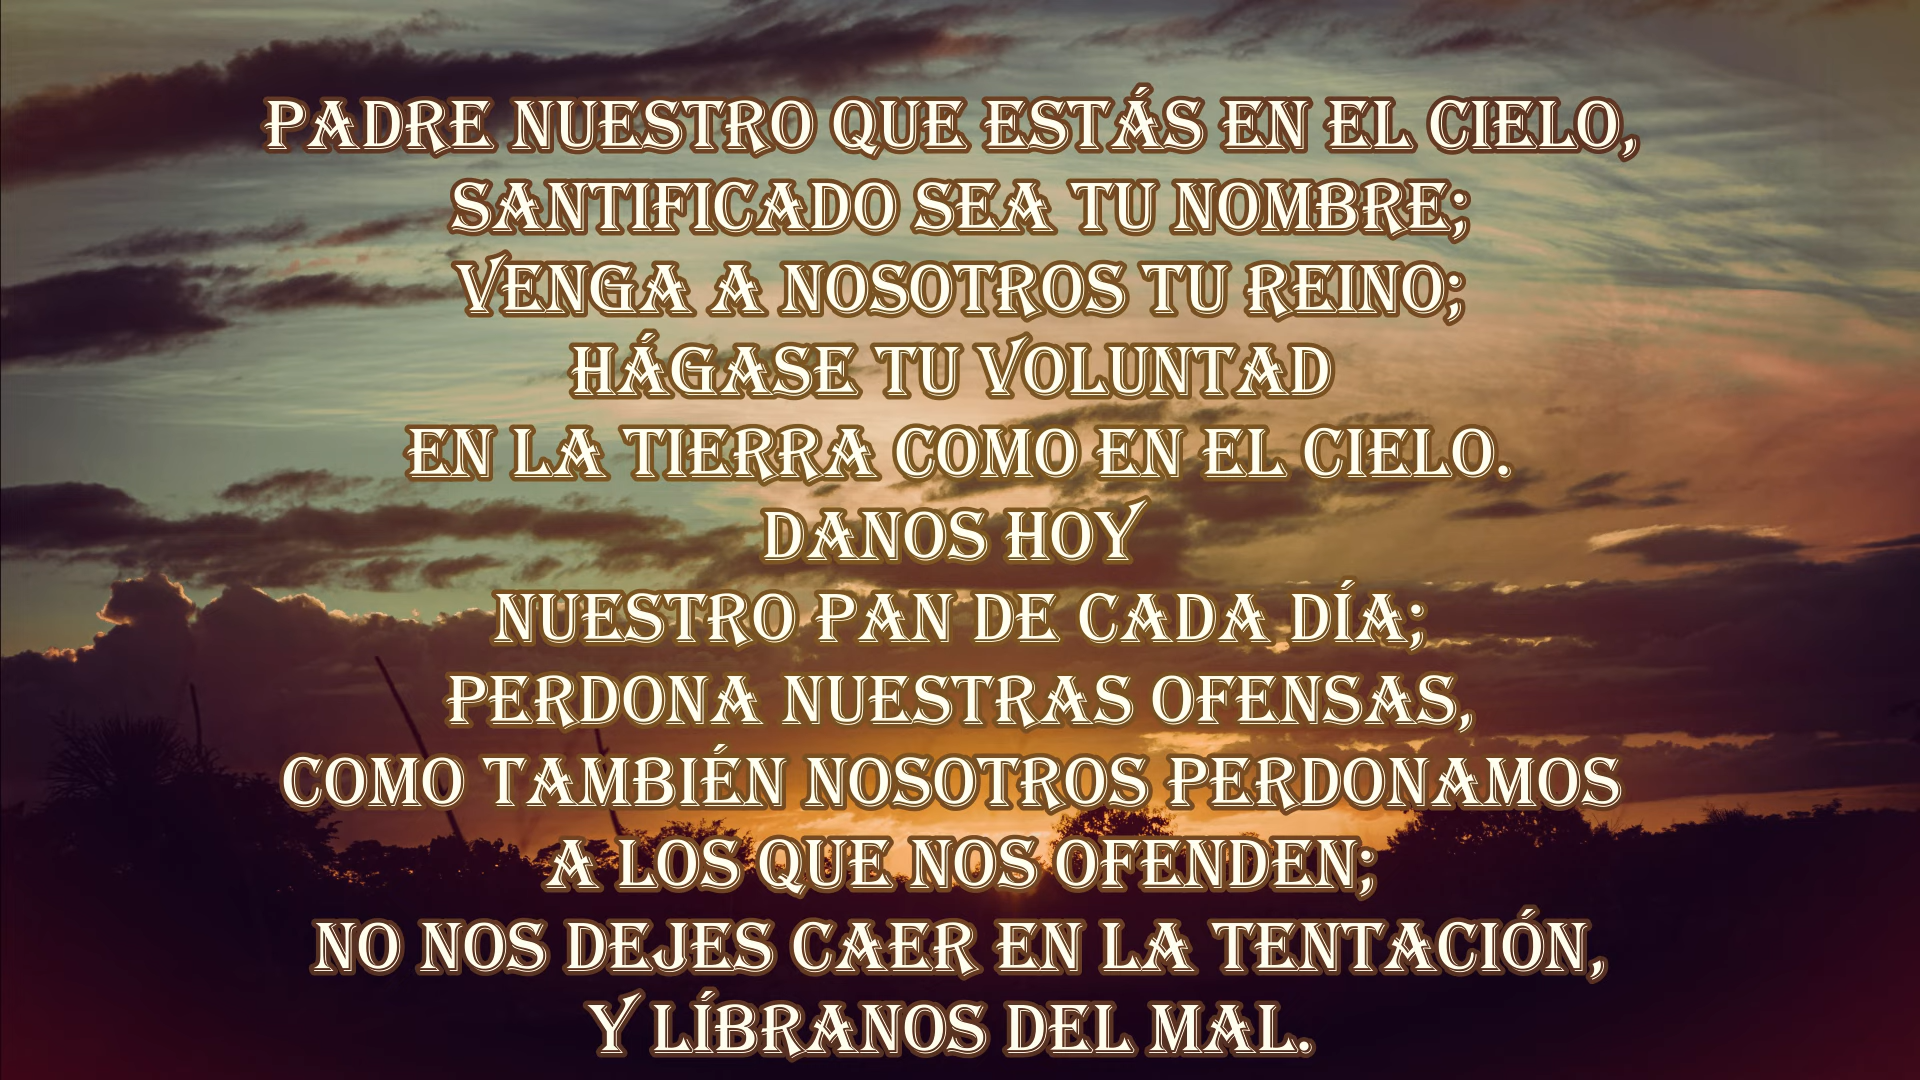 PADRE NUESTRO QUE ESTÁS EN EL CIELO,
SANTIFICADO SEA TU NOMBRE;
VENGA A NOSOTROS TU REINO;
HÁGASE TU VOLUNTAD
EN LA TIERRA COMO EN EL CIELO.
DANOS HOY
NUESTRO PAN DE CADA DÍA;
PERDONA NUESTRAS OFENSAS,
COMO TAMBIÉN NOSOTROS PERDONAMOS
A LOS QUE NOS OFENDEN;
NO NOS DEJES CAER EN LA TENTACIÓN,
Y LÍBRANOS DEL MAL.